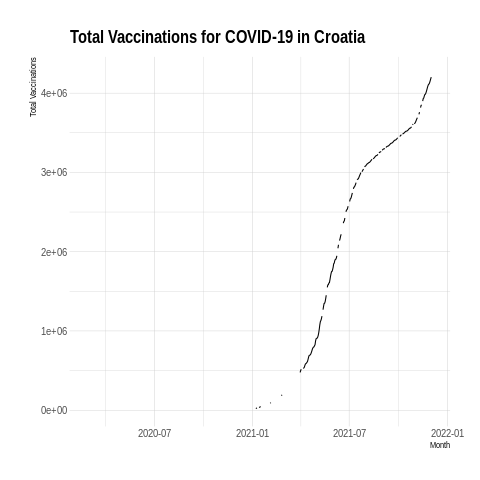 Total Vaccinations for COVID-19 in Croatia
Total Vaccinations
4e+06
3e+06
2e+06
1e+06
0e+00
2020-07
2021-01
2021-07
2022-01
Month